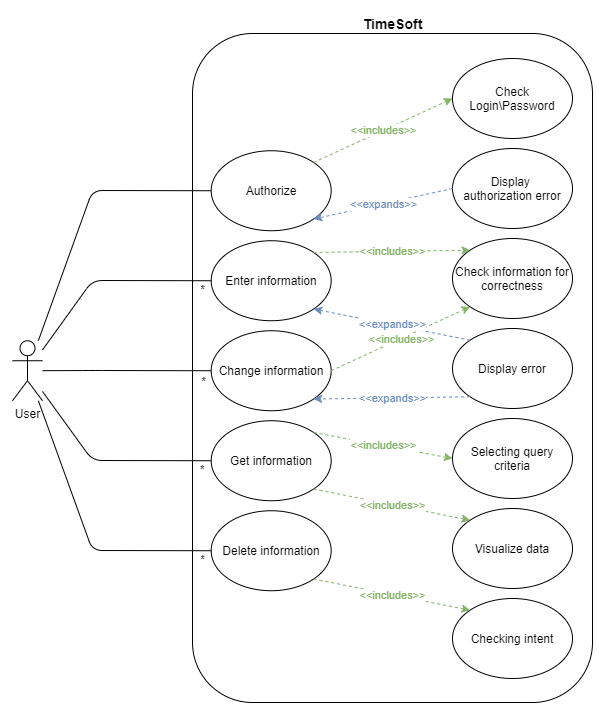 TimeSoft
Check
Login\Password
<<includes>>
Authorize
Display
authorization error
<<expands>>
Enter information
*
<<includes>>
Check information for
correctness
<<expands>>
<<includes>>
Change information
*
Display error
<<expands>>
User
Get information
*
<<includes>>
Selecting query
criteria
<<includes>>
Visualize data
Delete information
*
<<includes>>
Checking intent